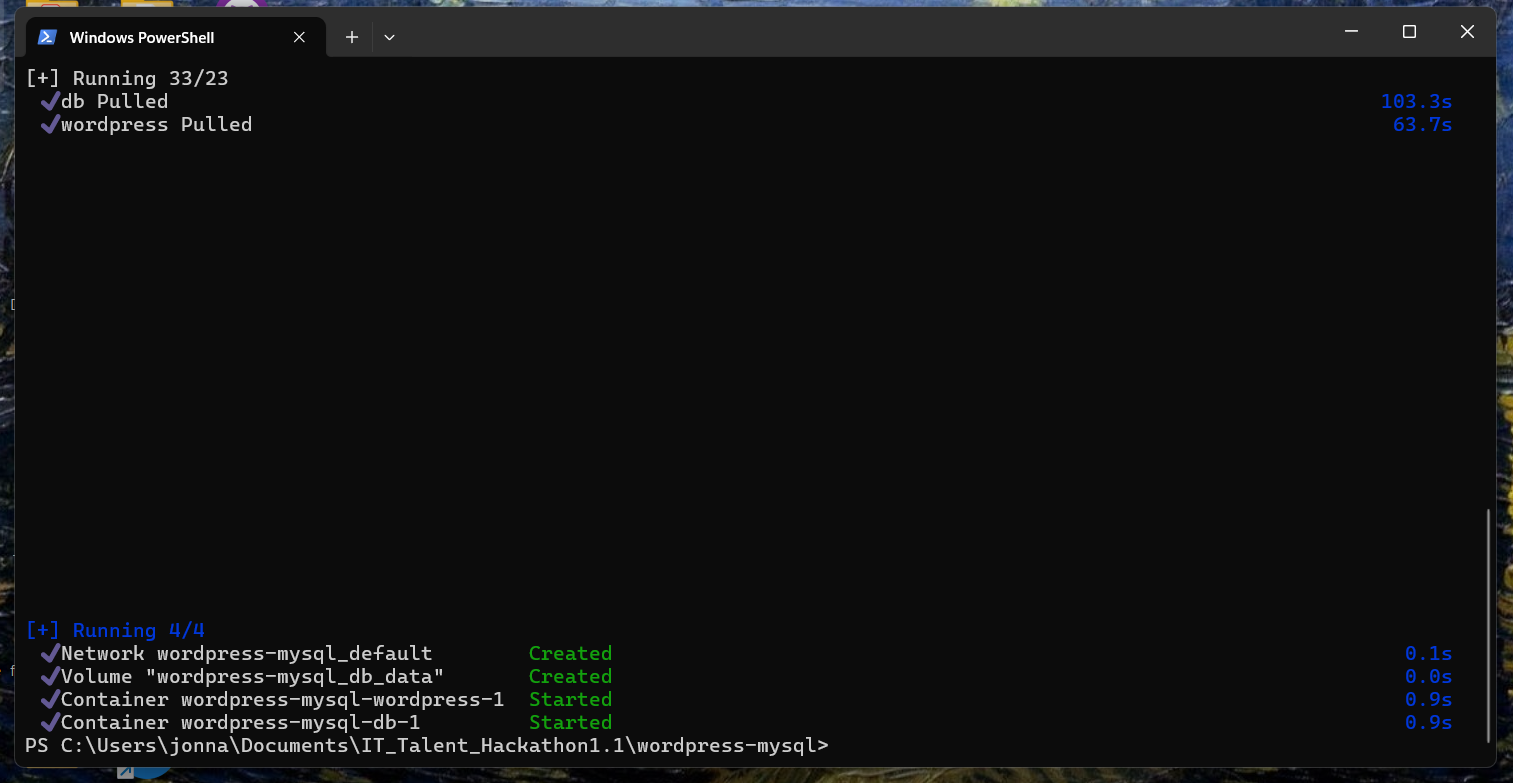 Windows PowerShell
[+] Running 33/23
✔db Pulled 103.3s
✔wordpress Pulled 63.7s
[+] Running 4/4
✔Network wordpress-mysql_default Created 0.1s
✔Volume "wordpress-mysql_db_data" Created 0.0s
✔Container wordpress-mysql-wordpress-1 Started 0.9s
✔Container wordpress-mysql-db-1 Started 0.9s
PS C:\Users\jonna\Documents\IT_Talent_Hackathon1.1\wordpress-mysql>